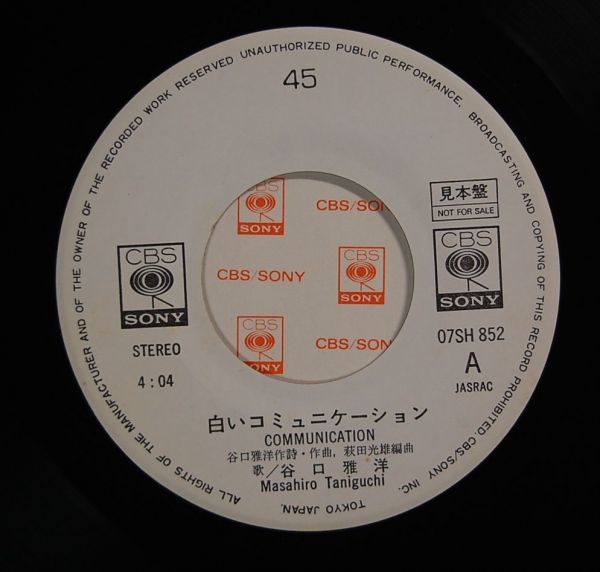 ALL RIGHTS OF THE MANUFACTURER AND OF THE OWNER OF THE RECORDED WORK RESERVED UNAUTHORIZED PUBLIC PERFORMANCE, BROADCASTING AND COPYING OF THIS RECORD PROHIBITED. CBS/SONY INC. TOKYO JAPAN.
45
見本盤
NOT FOR SALE
CBS
SONY
CBS
SONY
CBS
SONY
CBS/SON
CBS/SONY
CBS
SONY
CBS
SONY
CBS/SON
STEREO
4:04
07SH 852
A
JASRAC
白いコミュニケーション
COMMUNICATION
谷口雅洋作詩・作曲, 萩田光雄編曲
歌/谷口雅洋
Masahiro Taniguchi